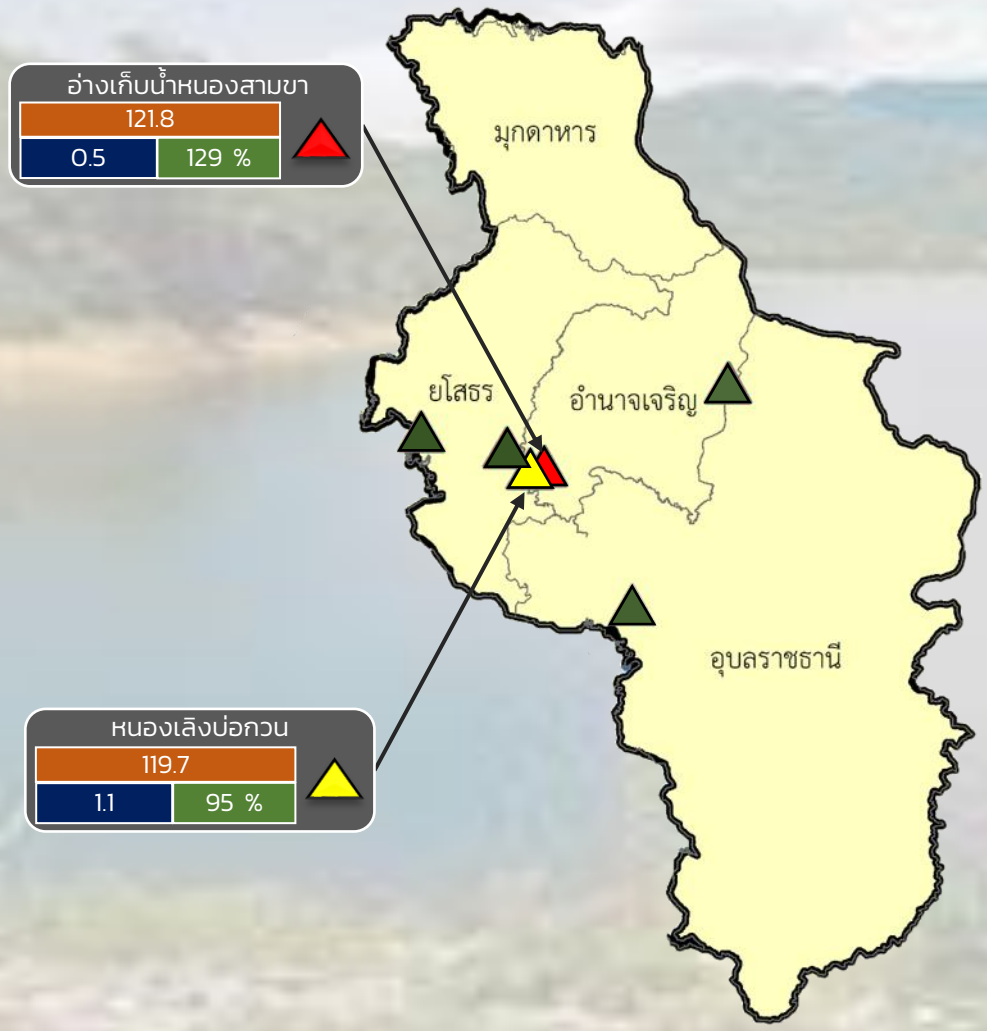 อ่างเก็บน้ำหนองสามขา
121.8
0.5 129 %
มุกดาหาร
ยโสธร
อำนาจเจริญ
อุบลราชธานี
หนองเลิงบ่อกวน
119.7
1.1 95 %